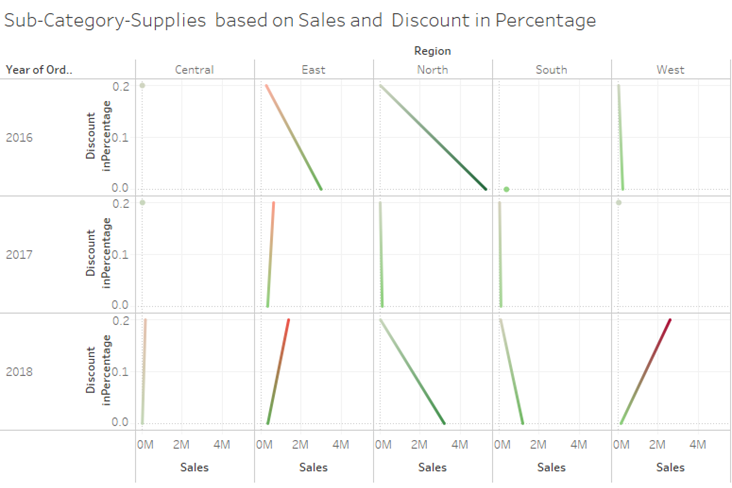 Sub-Category-Supplies  based on Sales and  Discount in Percentage
Region
Year of Ord.. Central East North South West
2016
Discount
inPercentage
0.2
0.1
0.0
2017
Discount
inPercentage
0.2
0.1
0.0
2018
Discount
inPercentage
0.2
0.1
0.0
0M 2M 4M 0M 2M 4M 0M 2M 4M 0M 2M 4M 0M 2M 4M
Sales Sales Sales Sales Sales